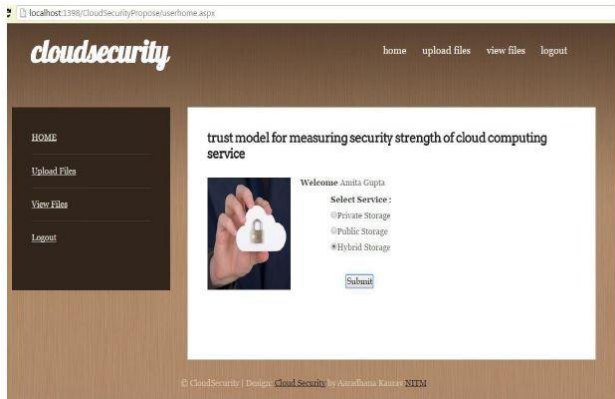 localhost:1398/CloudSecurityPropose/userhome.aspx
cloudsecurity
home upload files view files logout
HOME
Upload Files
View Files
Logout
trust model for measuring security strength of cloud computing
service
Welcome Amita Gupta
Select Service :
Private Storage
Public Storage
Hybrid Storage
Submit
© CloudSecurity | Design: Cloud Security by Aaradhana Kaurav NITM